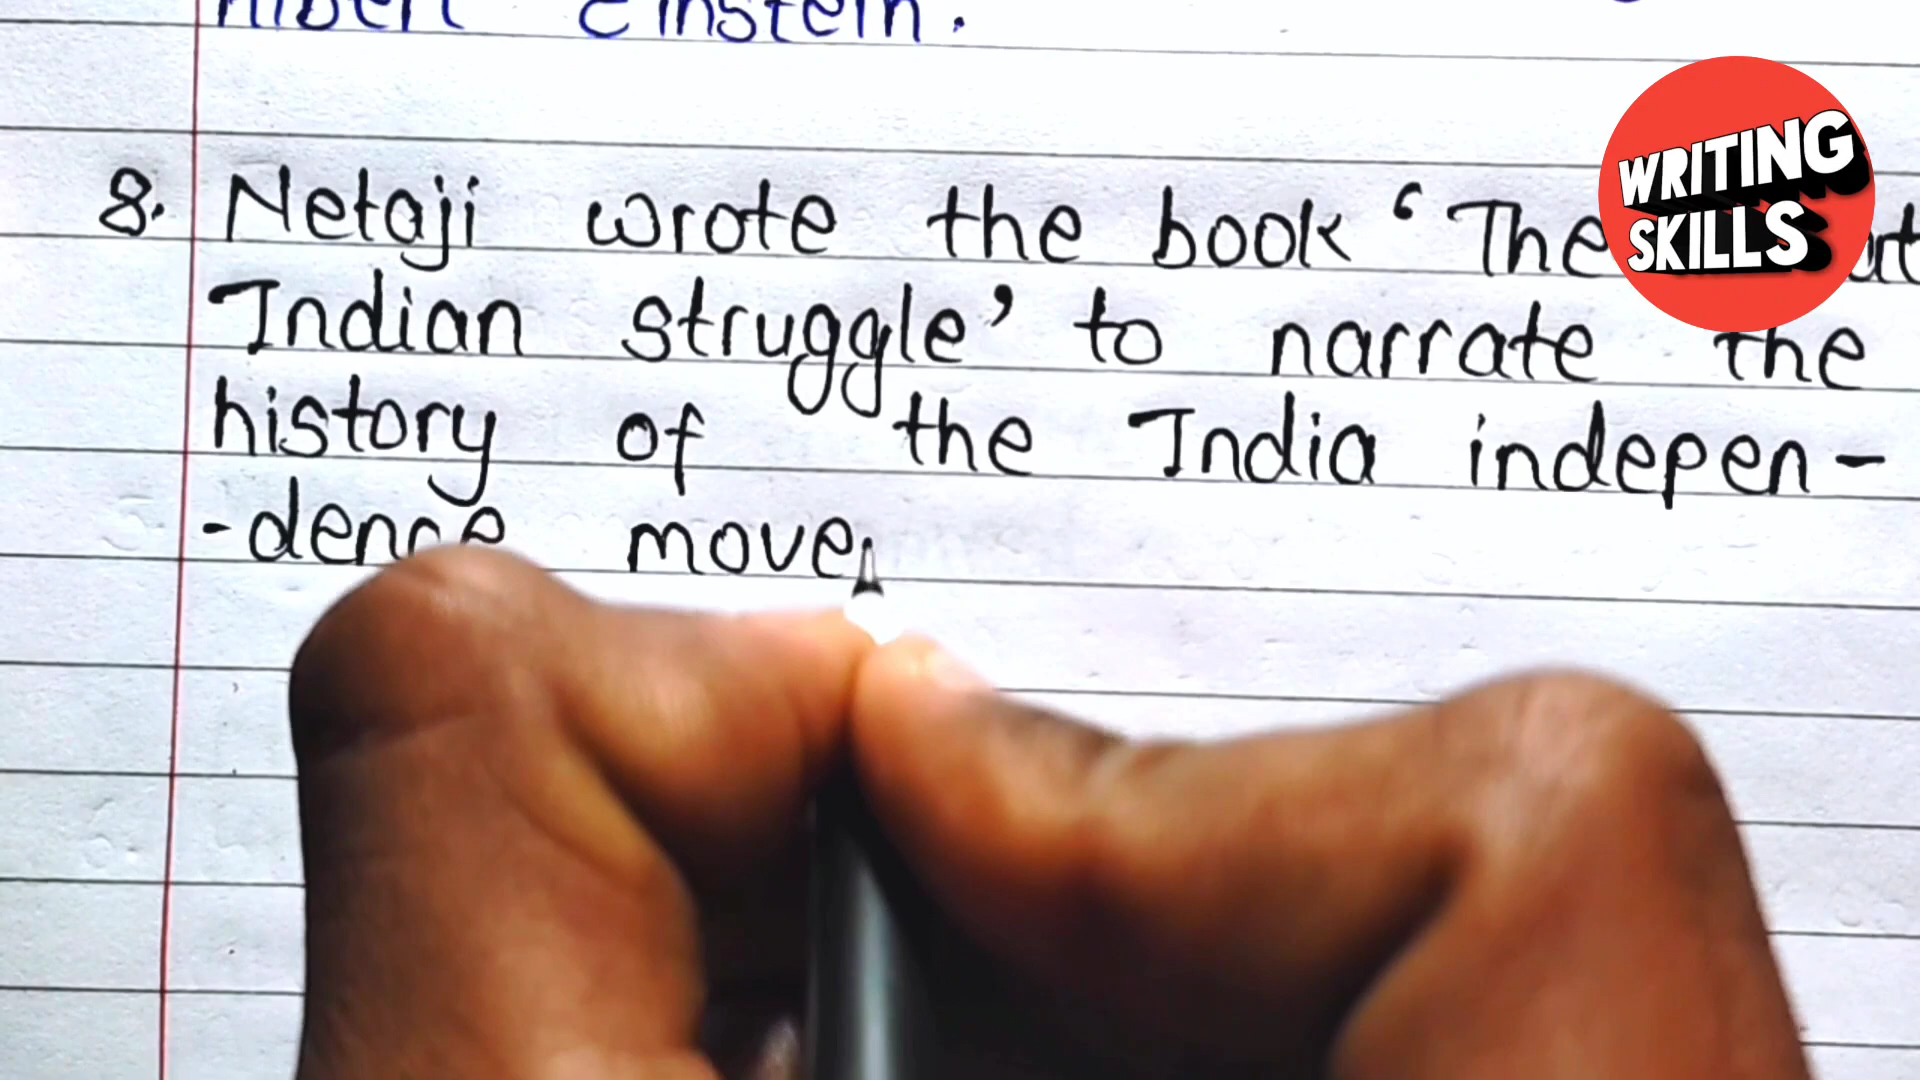 Einstein.
8. Netaji wrote the book ‘The
Indian struggle’ to narrate the
history of the India indepen-
-dence move
WRITING
SKILLS